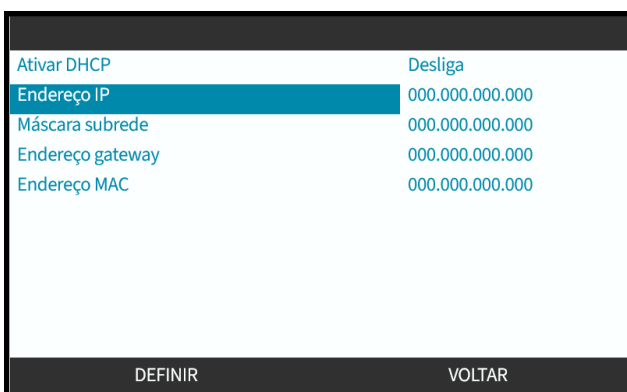 Ativar DHCP Desliga
Endereço IP 000.000.000.000
Máscara subrede 000.000.000.000
Endereço gateway 000.000.000.000
Endereço MAC 000.000.000.000
DEFINIR VOLTAR